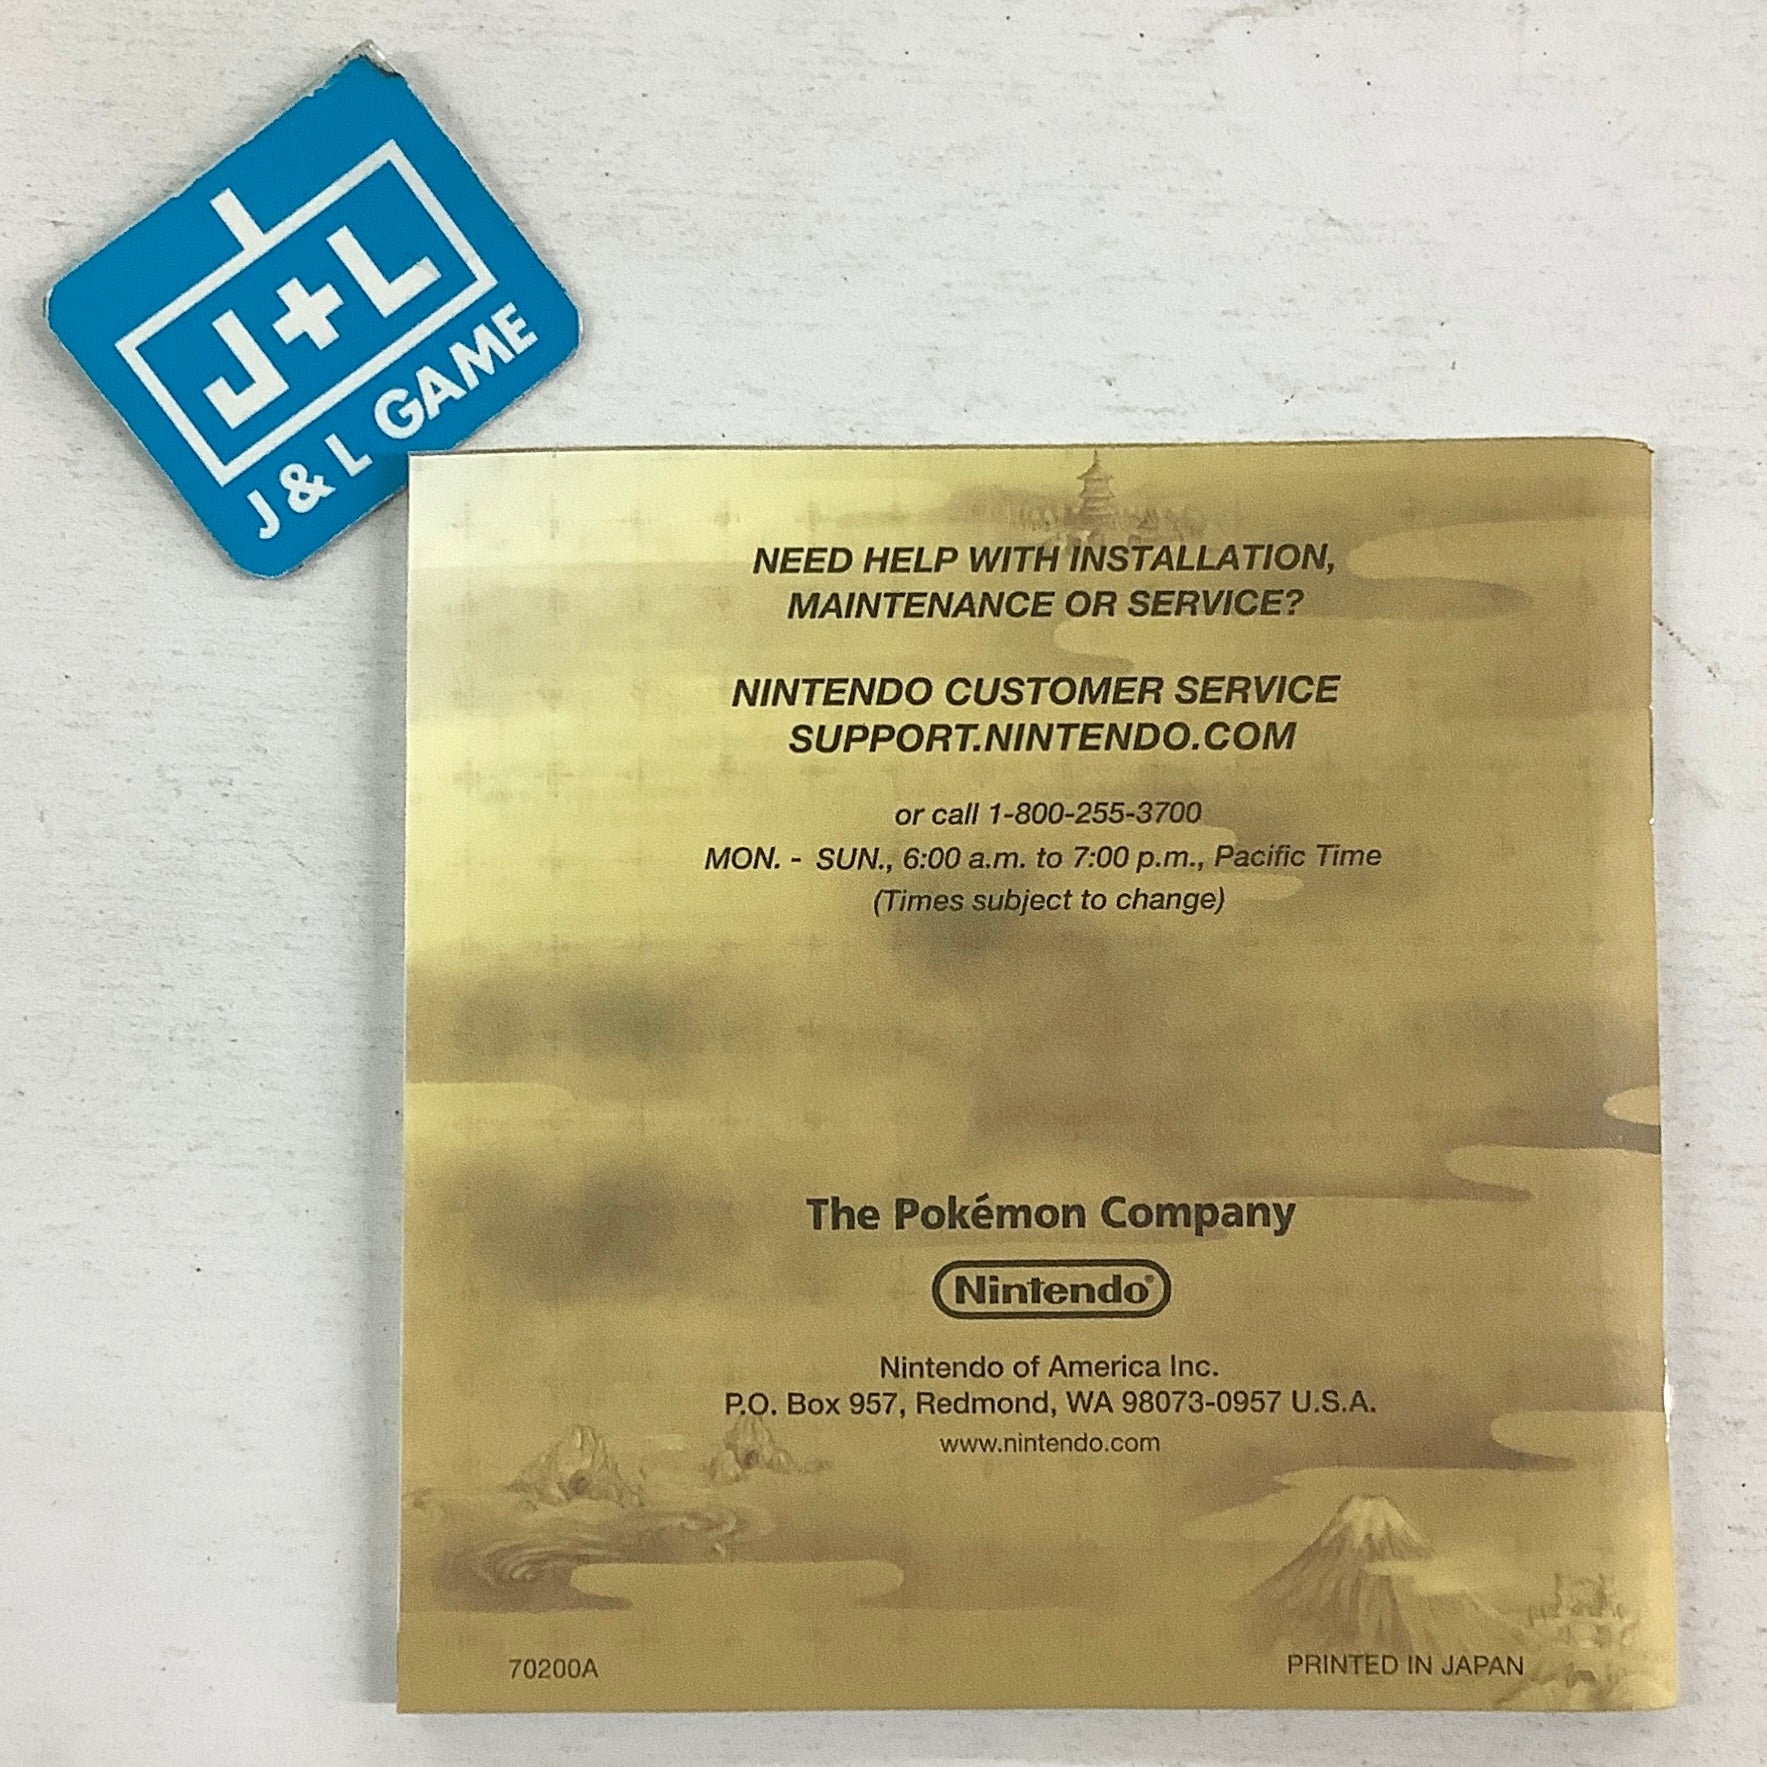 J+L
J & L GAME
NEED HELP WITH INSTALLATION,
MAINTENANCE OR SERVICE?
NINTENDO CUSTOMER SERVICE
SUPPORT.NINTENDO.COM
or call 1-800-255-3700
MON. - SUN., 6:00 a.m. to 7:00 p.m., Pacific Time
(Times subject to change)
The Pokémon Company
Nintendo®
Nintendo of America Inc.
P.O. Box 957, Redmond, WA 98073-0957 U.S.A.
www.nintendo.com
70200A
PRINTED IN JAPAN